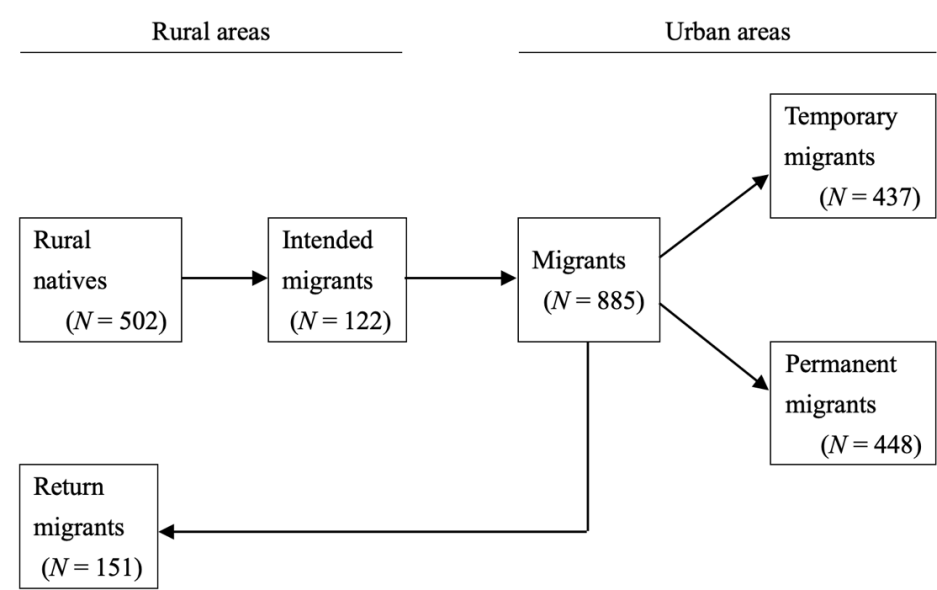 Rural areas
Urban areas
Temporary
migrants
(N = 437)
Rural
natives
(N = 502)
Intended
migrants
(N = 122)
Migrants
(N = 885)
Permanent
migrants
(N = 448)
Return
migrants
(N = 151)